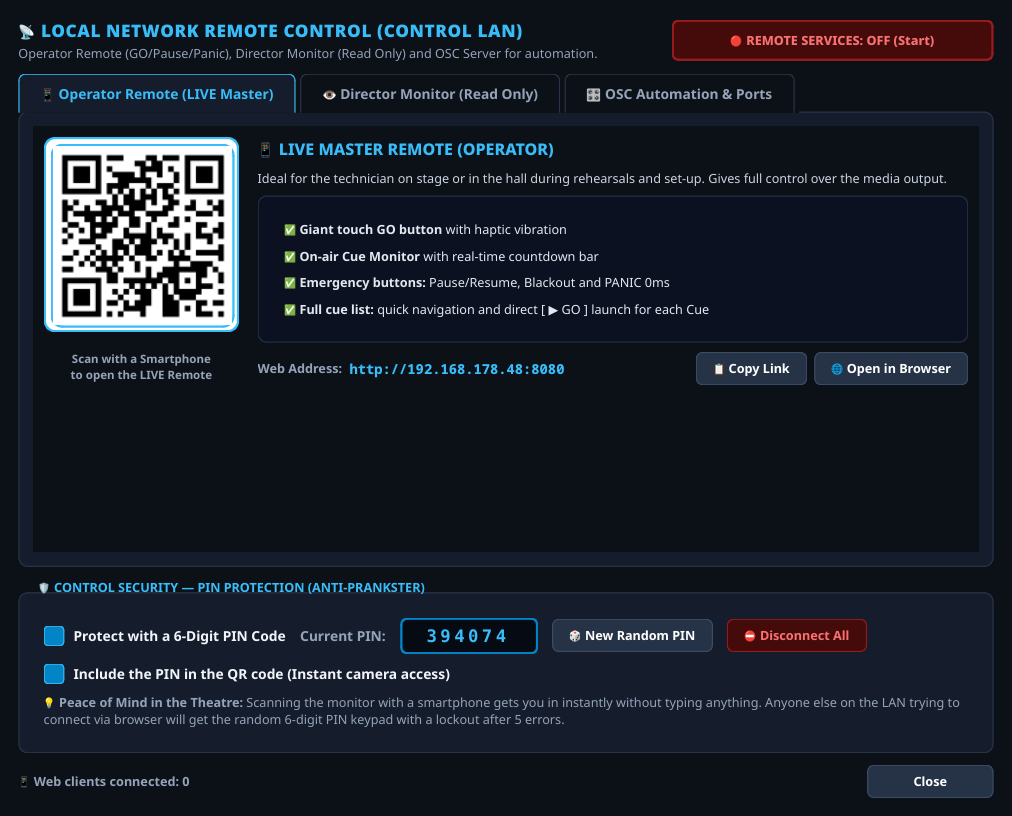 📡 LOCAL NETWORK REMOTE CONTROL (CONTROL LAN)
Operator Remote (GO/Pause/Panic), Director Monitor (Read Only) and OSC Server for automation.
🔴 REMOTE SERVICES: OFF (Start)
📱 Operator Remote (LIVE Master)
👁️ Director Monitor (Read Only)
🎛️ OSC Automation & Ports
📱 LIVE MASTER REMOTE (OPERATOR)
Ideal for the technician on stage or in the hall during rehearsals and set-up. Gives full control over the media output.
✅ Giant touch GO button with haptic vibration
✅ On-air Cue Monitor with real-time countdown bar
✅ Emergency buttons: Pause/Resume, Blackout and PANIC 0ms
✅ Full cue list: quick navigation and direct [ ▶ GO ] launch for each Cue
Scan with a Smartphone
to open the LIVE Remote
Web Address: http://192.168.178.48:8080
📋 Copy Link
🌐 Open in Browser
🛡️ CONTROL SECURITY — PIN PROTECTION (ANTI-PRANKSTER)
Protect with a 6-Digit PIN Code
Current PIN:
394074
🎲 New Random PIN
⛔ Disconnect All
Include the PIN in the QR code (Instant camera access)
💡 Peace of Mind in the Theatre: Scanning the monitor with a smartphone gets you in instantly without typing anything. Anyone else on the LAN trying to
connect via browser will get the random 6-digit PIN keypad with a lockout after 5 errors.
📱 Web clients connected: 0
Close